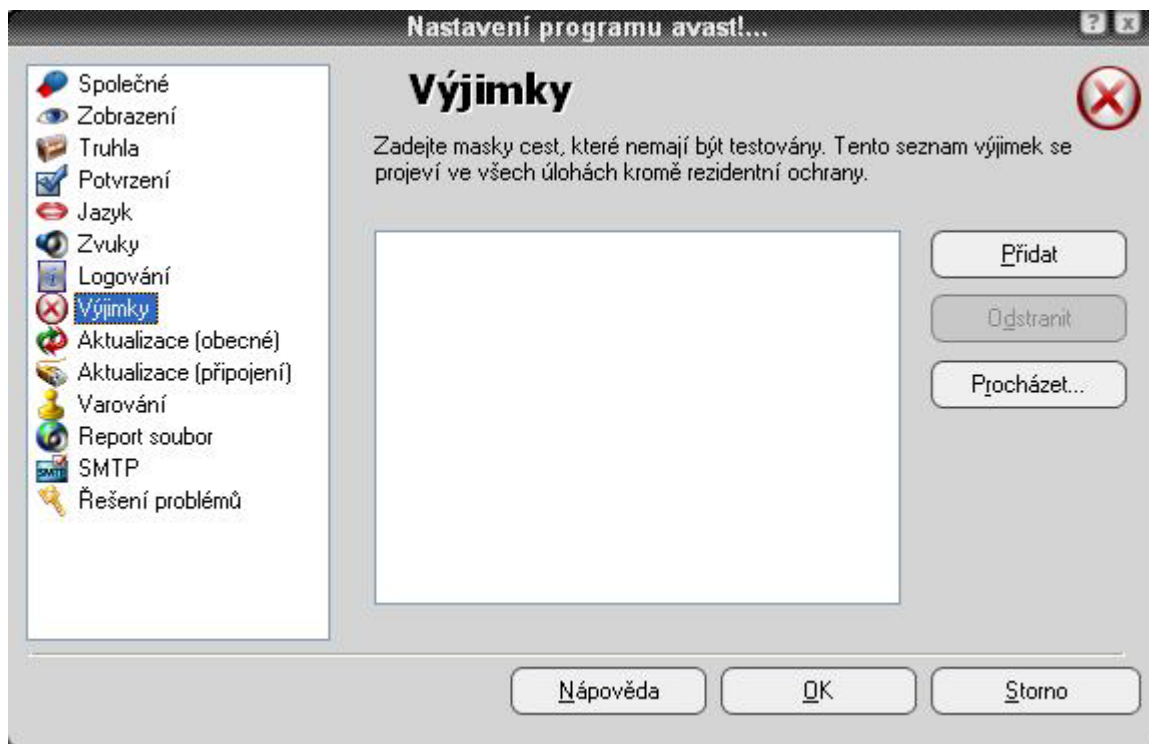 Nastavení programu avast!...
Společné
Zobrazení
Truhla
Potvrzení
Jazyk
Zvuky
Logování
Výjimky
Aktualizace (obecné)
Aktualizace (připojení)
Varování
Report soubor
SMTP
Řešení problémů
Výjimky
Zadejte masky cest, které nemají být testovány. Tento seznam výjimek se
projeví ve všech úlohách kromě rezidentní ochrany.
Přidat
Odstranit
Procházet...
Nápověda
OK
Storno